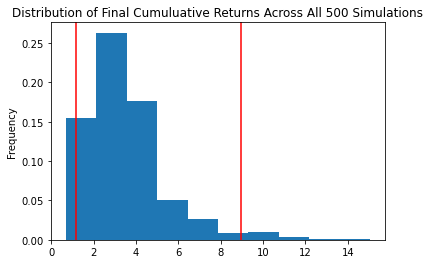 Distribution of Final Cumuluative Returns Across All 500 Simulations
Frequency
0.25
0.20
0.15
0.10
0.05
0.00
0 2 4 6 8 10 12 14